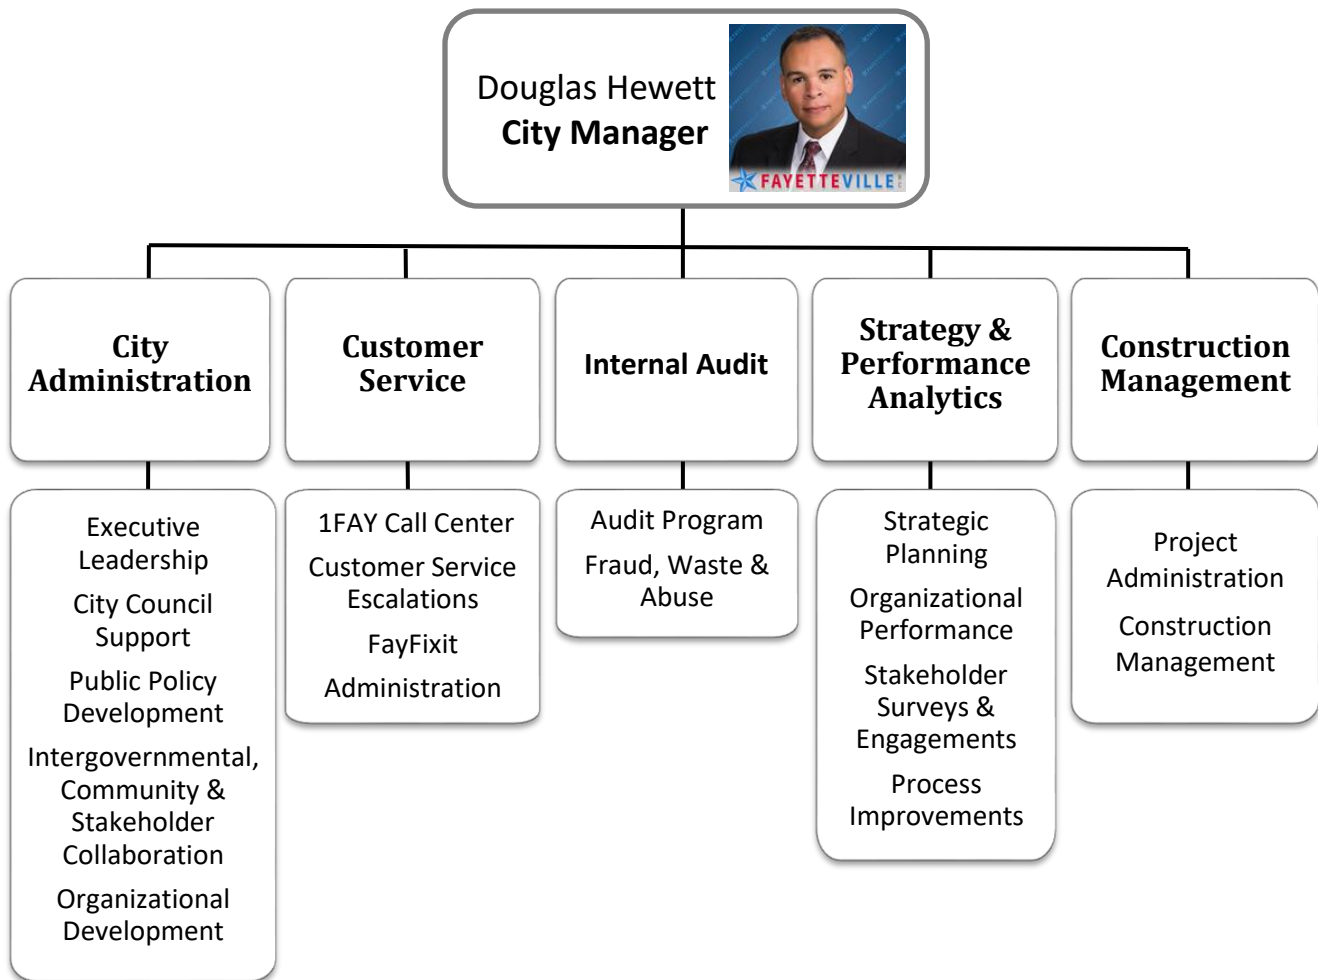 Douglas Hewett
City Manager
FAYETTEVILLE
City
Administration
Customer
Service
Internal Audit
Strategy &
Performance
Analytics
Construction
Management
Executive
Leadership
City Council
Support
Public Policy
Development
Intergovernmental,
Community &
Stakeholder
Collaboration
Organizational
Development
1FAY Call Center
Customer Service
Escalations
FayFixit
Administration
Audit Program
Fraud, Waste &
Abuse
Strategic
Planning
Organizational
Performance
Stakeholder
Surveys &
Engagements
Process
Improvements
Project
Administration
Construction
Management